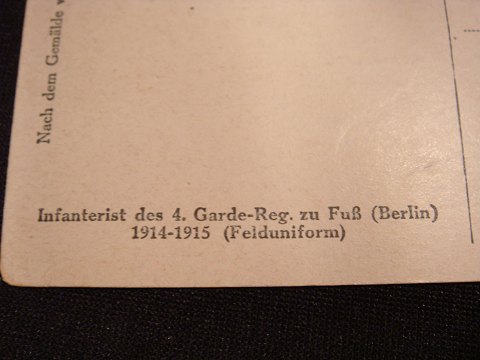 Nach dem Gemälde
Infanterist des 4. Garde-Reg. zu Fuß (Berlin)
1914-1915 (Felduniform)